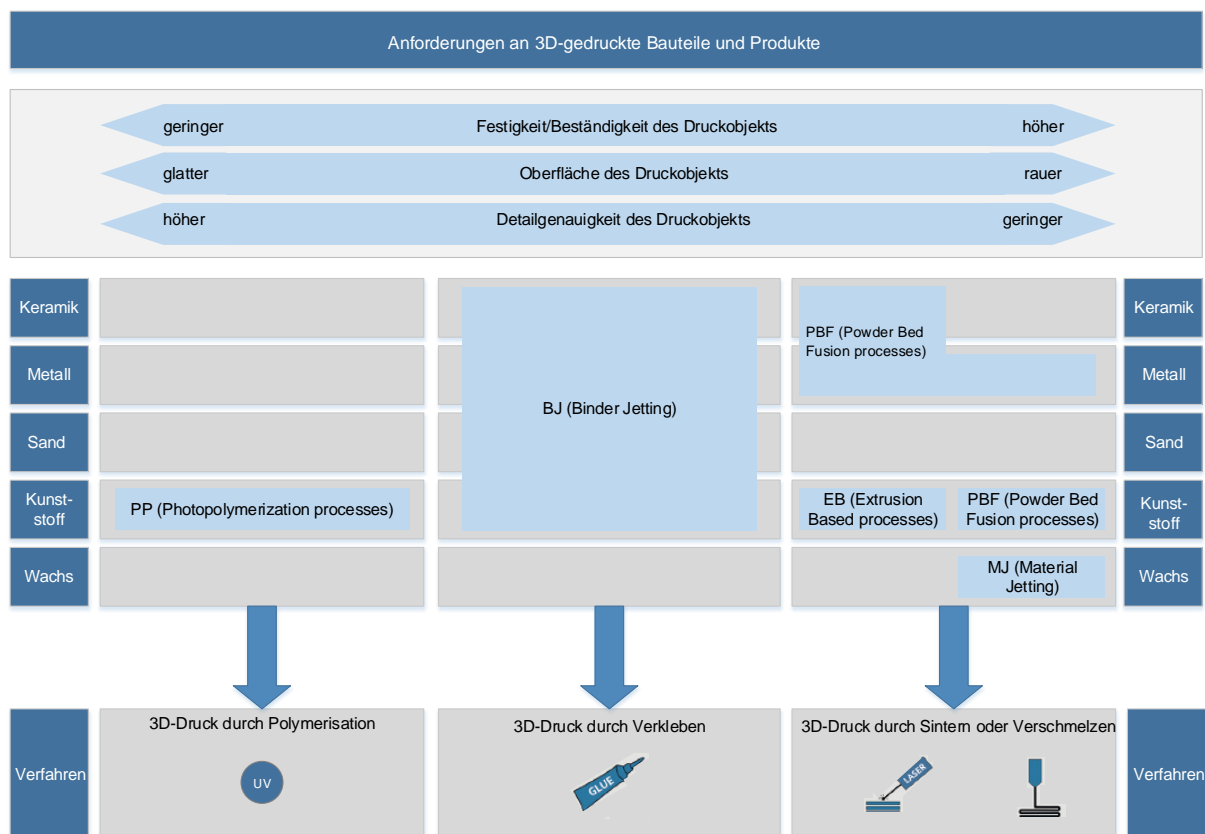 Anforderungen an 3D-gedruckte Bauteile und Produkte
geringer Festigkeit/Beständigkeit des Druckobjekts höher
glatter Oberfläche des Druckobjekts rauer
höher Detailgenauigkeit des Druckobjekts geringer
Keramik
Metall
Sand
Kunst-
stoff
Wachs
PP (Photopolymerization processes)
BJ (Binder Jetting)
PBF (Powder Bed
Fusion processes)
EB (Extrusion
Based processes)
PBF (Powder Bed
Fusion processes)
MJ (Material
Jetting)
Keramik
Metall
Sand
Kunst-
stoff
Wachs
Verfahren
3D-Druck durch Polymerisation
UV
3D-Druck durch Verkleben
GLUE
3D-Druck durch Sintern oder Verschmelzen
LASER
Verfahren